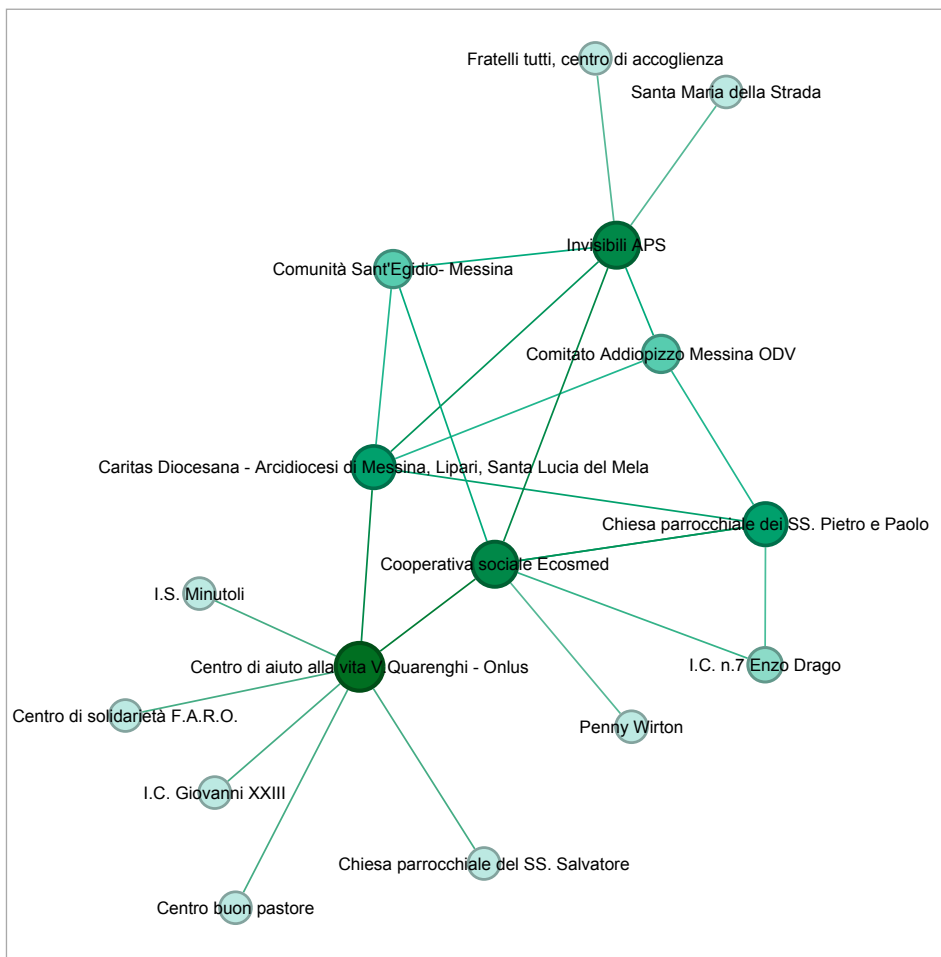 Fratelli tutti, centro di accoglienza
Santa Maria della Strada
Invisibili APS
Comunità Sant'Egidio- Messina
Comitato Addiopizzo Messina ODV
Caritas Diocesana - Arcidiocesi di Messina, Lipari, Santa Lucia del Mela
Chiesa parrocchiale dei SS. Pietro e Paolo
Cooperativa sociale Ecosmed
I.S. Minutoli
Centro di aiuto alla vita V.Quarenghi - Onlus
I.C. n.7 Enzo Drago
Centro di solidarietà F.A.R.O.
Penny Wirton
I.C. Giovanni XXIII
Chiesa parrocchiale del SS. Salvatore
Centro buon pastore